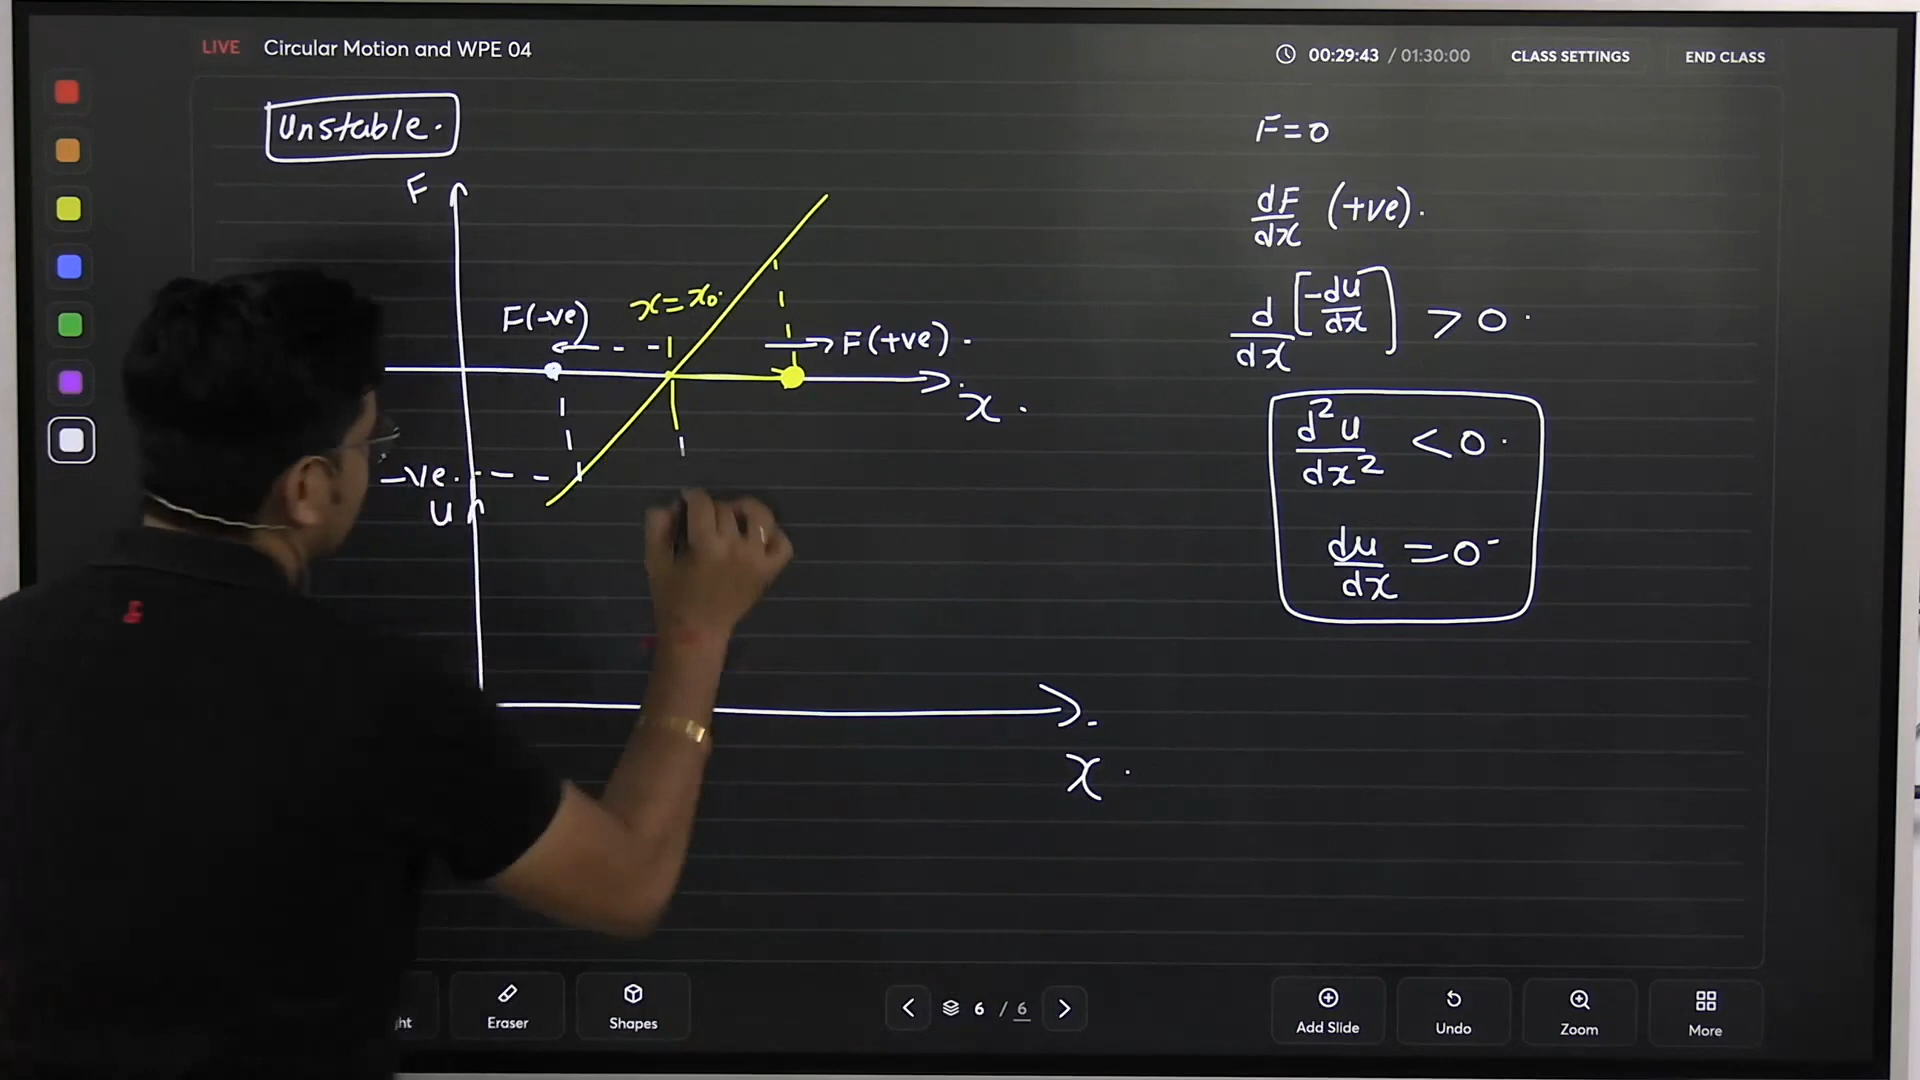 LIVE Circular Motion and WPE 04
00:29:43 / 01:30:00 CLASS SETTINGS END CLASS
Unstable.
F
x = x₀.
F(-ve)
F(+ve) .
x .
-ve.
U
x .
F = 0
dF/dx (+ve).
d/dx [-du/dx] > 0 .
d²u/dx² < 0 .
du/dx = 0
ht Eraser Shapes
6 / 6
Add Slide Undo Zoom More